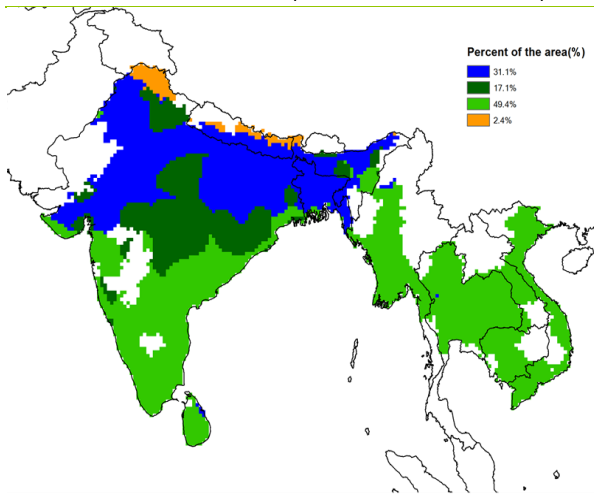 Percent of the area(%)
31.1%
17.1%
49.4%
2.4%